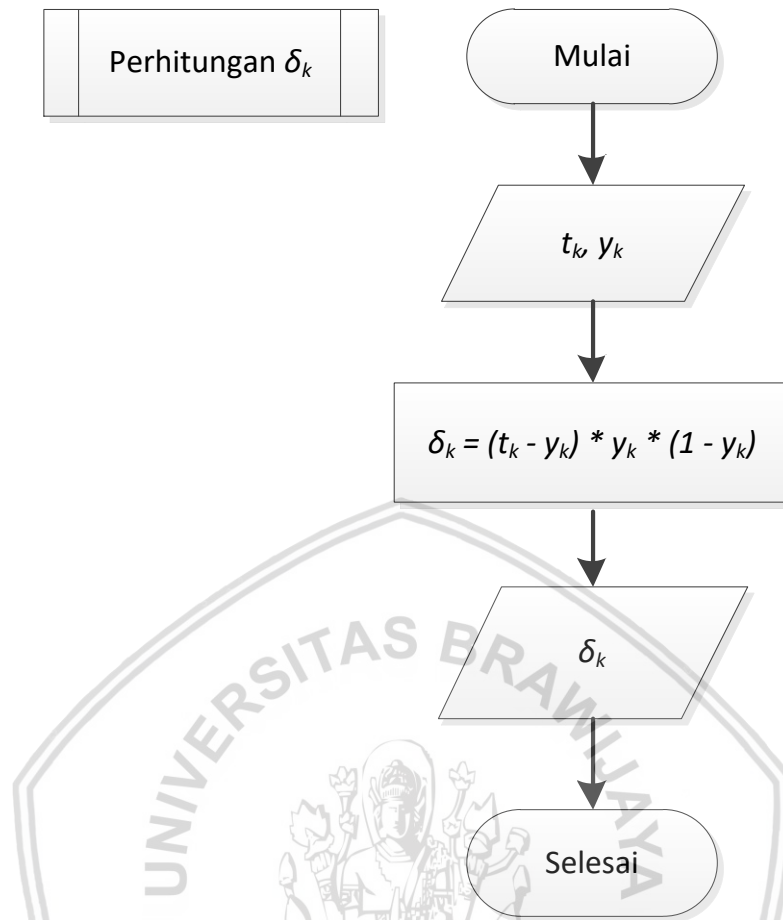 Perhitungan δₖ
Mulai
tₖ, yₖ
δₖ = (tₖ - yₖ) * yₖ * (1 - yₖ)
δₖ
Selesai
UNIVERSITAS BRAWIJAYA